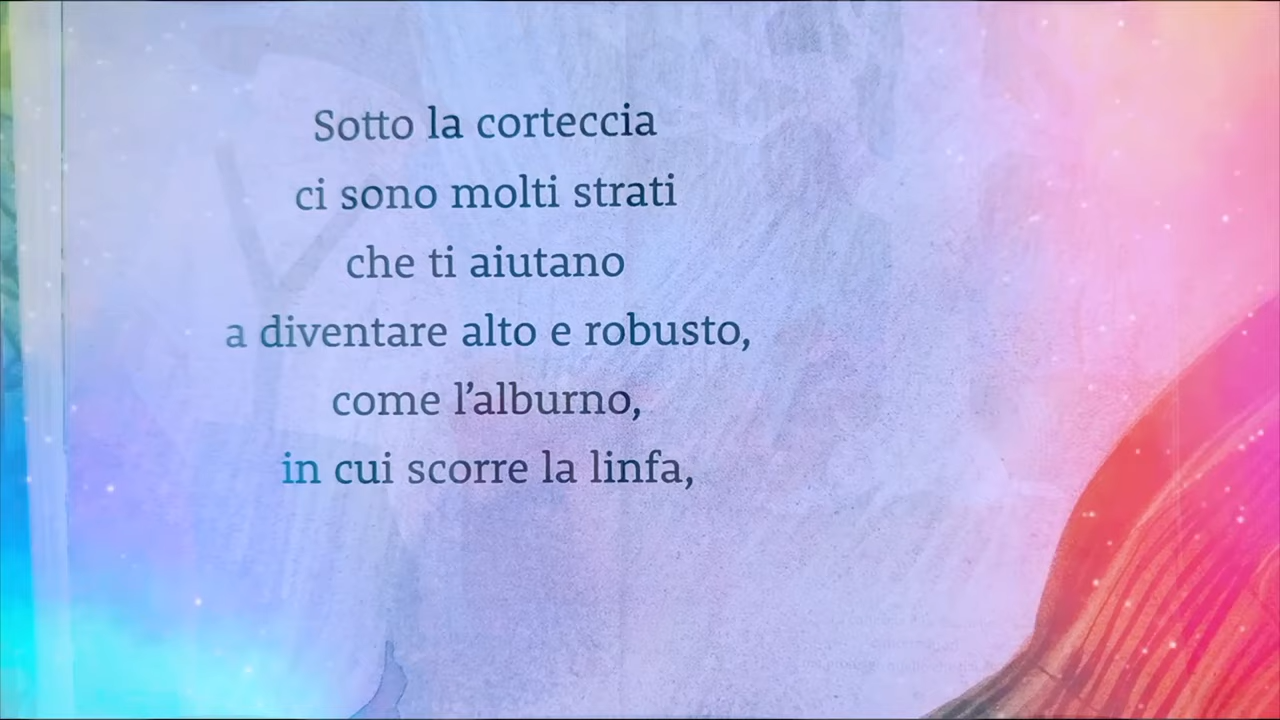 Sotto la corteccia
ci sono molti strati
che ti aiutano
a diventare alto e robusto,
come l’alburno,
in cui scorre la linfa,